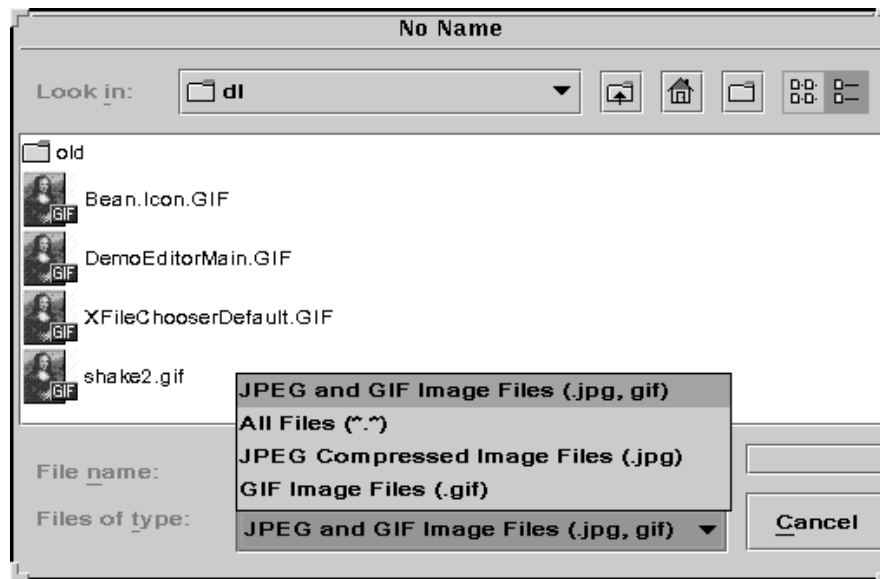 No Name
Look in:
dl
old
GIF
Bean.Icon.GIF
GIF
DemoEditorMain.GIF
GIF
XFileChooserDefault.GIF
GIF
shake2.gif
JPEG and GIF Image Files (.jpg, gif)
All Files (*.*)
JPEG Compressed Image Files (.jpg)
GIF Image Files (.gif)
File name:
Files of type:
JPEG and GIF Image Files (.jpg, gif)
Cancel